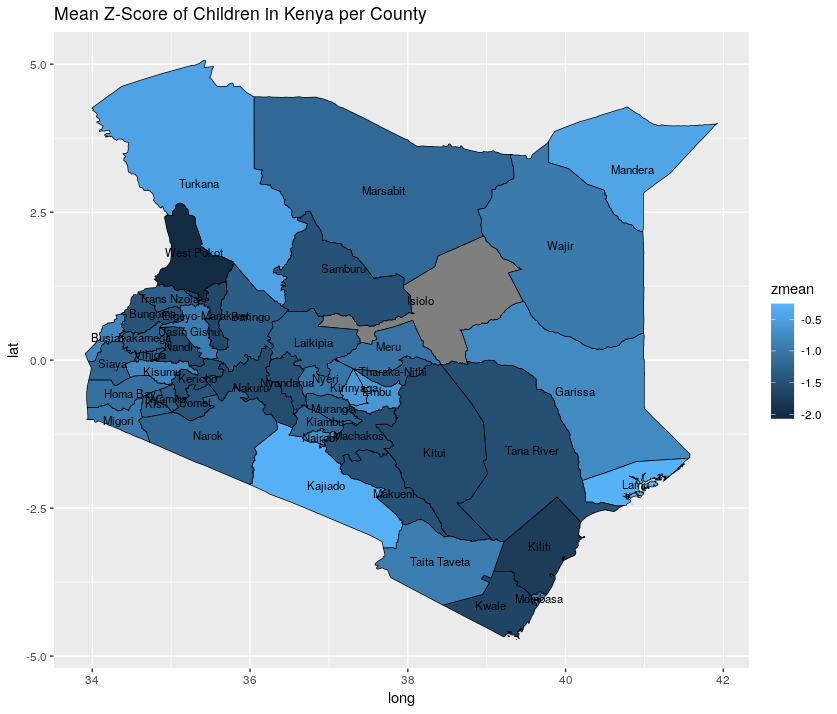 Mean Z-Score of Children in Kenya per County
5.0
2.5
0.0
-2.5
-5.0
lat
34
36
38
40
42
long
zmean
-0.5
-1.0
-1.5
-2.0
Mandera
Turkana
Marsabit
Wajir
West Pokot
Samburu
Isiolo
Trans Nzoia
Bungoma
Elgeyo-Marakwet
Baringo
Uasin Gishu
Busia
Kakamega
Laikipia
Nandi
Meru
Vihiga
Siaya
Kisumu
Tharaka-Nithi
Kericho
Nyeri
Nyandarua
Nakuru
Kirinyaga
Embu
Garissa
Homa Bay
Nyamira
Kisii
Bomet
Muranga
Migori
Kiambu
Narok
Nairobi
Machakos
Kitui
Tana River
Kajiado
Lamu
Makueni
Kilifi
Taita Taveta
Mombasa
Kwale